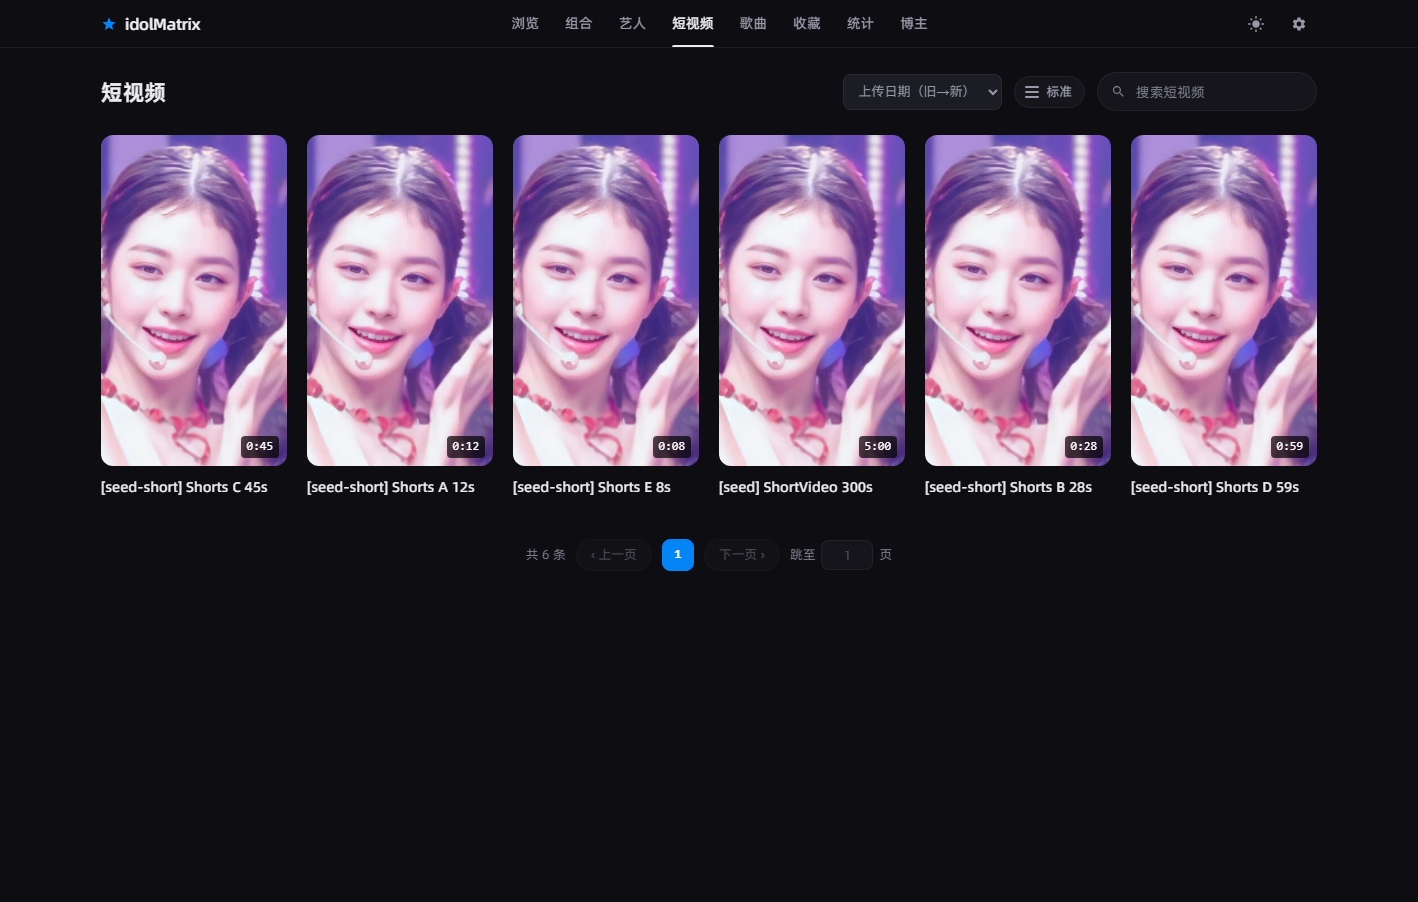 idolMatrix
浏览 组合 艺人 短视频 歌曲 收藏 统计 博主
短视频
上传日期（旧→新）
标准
搜索短视频
0:45 0:12 0:08 5:00 0:28 0:59
[seed-short] Shorts C 45s [seed-short] Shorts A 12s [seed-short] Shorts E 8s [seed] ShortVideo 300s [seed-short] Shorts B 28s [seed-short] Shorts D 59s
共 6 条 ‹ 上一页 1 下一页 › 跳至 1 页